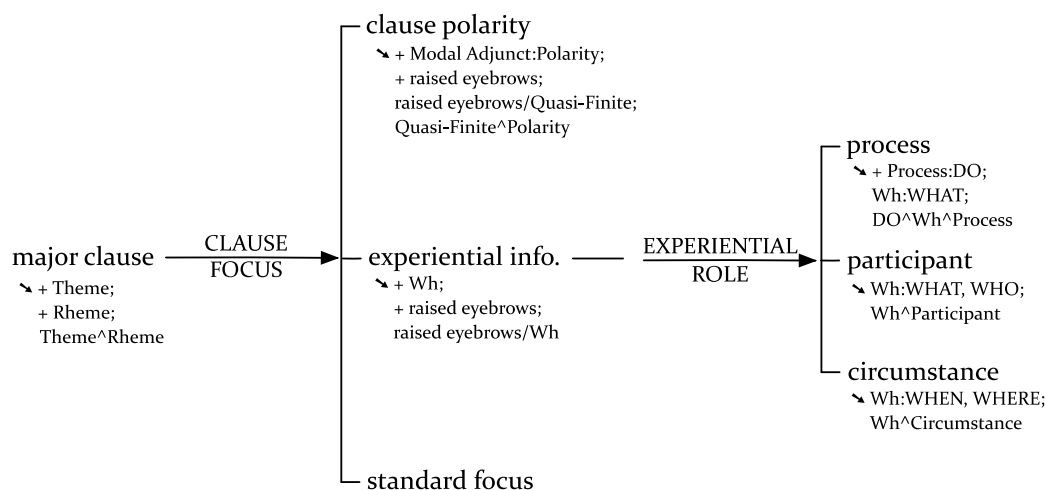 clause polarity
➘ + Modal Adjunct:Polarity;
+ raised eyebrows;
raised eyebrows/Quasi-Finite;
Quasi-Finite^Polarity
major clause
➘ + Theme;
+ Rheme;
Theme^Rheme
CLAUSE
FOCUS
experiential info.
➘ + Wh;
+ raised eyebrows;
raised eyebrows/Wh
EXPERIENTIAL
ROLE
process
➘ + Process:DO;
Wh:WHAT;
DO^Wh^Process
participant
➘ Wh:WHAT, WHO;
Wh^Participant
circumstance
➘ Wh:WHEN, WHERE;
Wh^Circumstance
standard focus